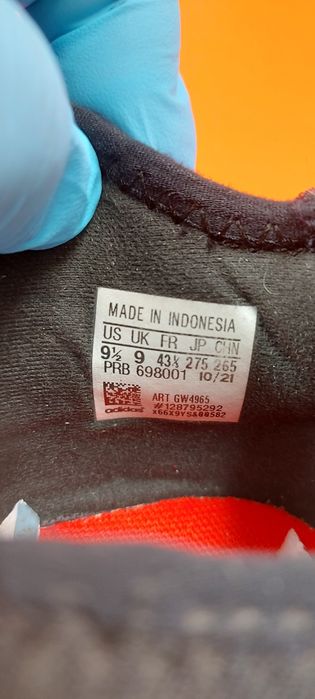 MADE IN INDONESIA
US UK FR JP CHN
9½ 9 43⅓ 275 265
PRB 698001 10/21
ART GW4965
#128795292
adidas